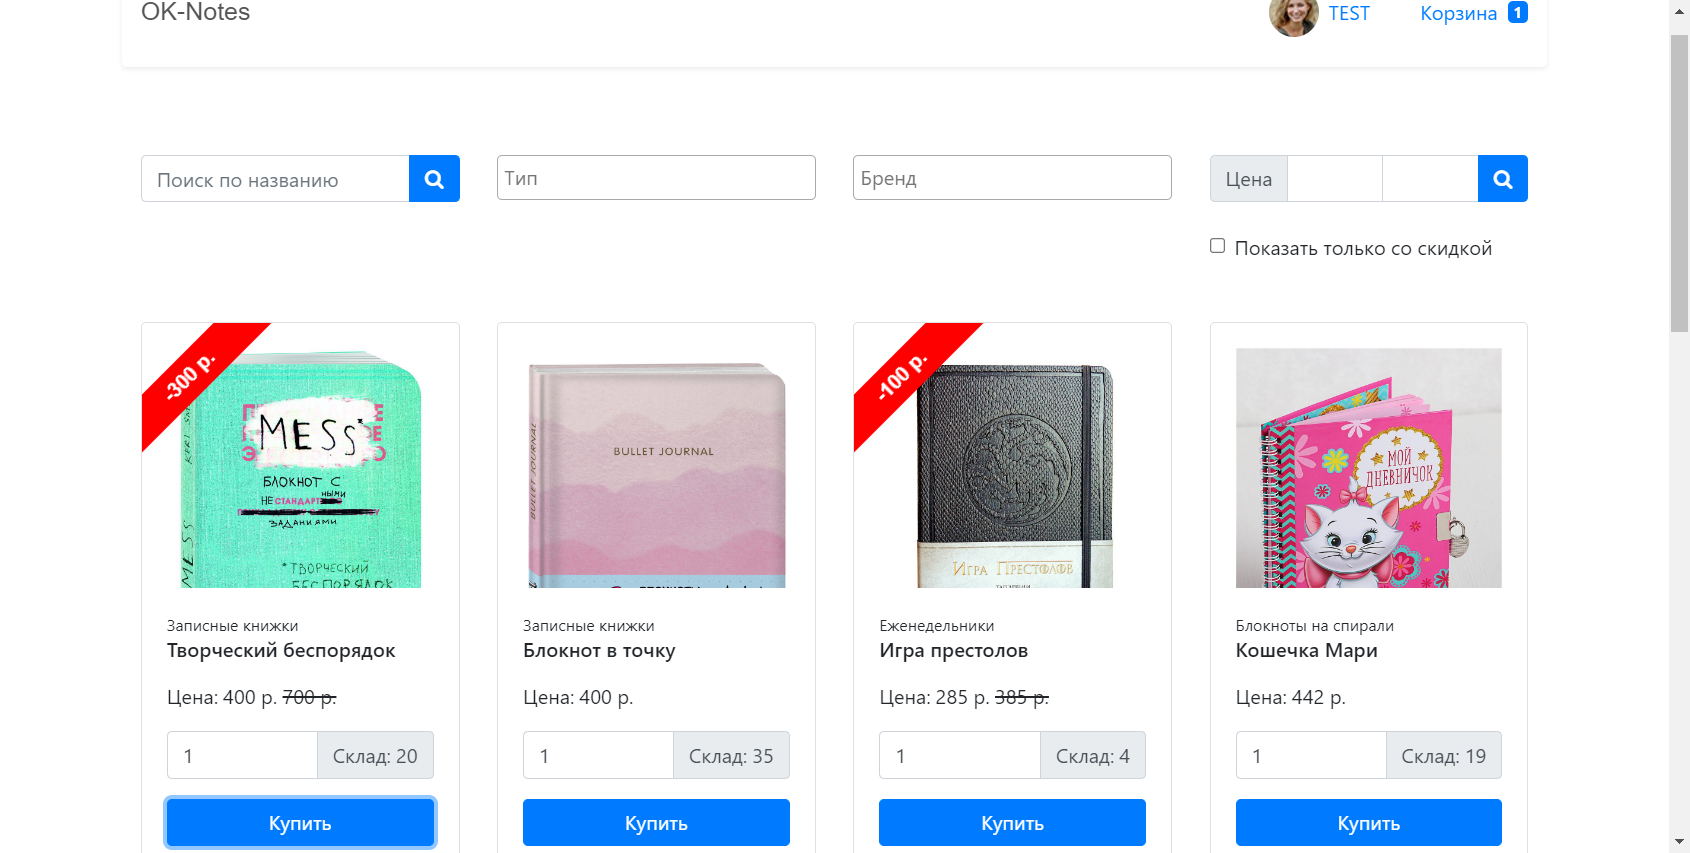 OK-Notes
TEST
Корзина 1
Поиск по названию
Тип
Бренд
Цена
Показать только со скидкой
-300 р.
MESS*
БЛОКНОТ С
НЕСТАНДАРТНЫМИ
ЗАДАНИЯМИ
*ТВОРЧЕСКИЙ
БЕСПОРЯДОК
MESS
Записные книжки
Творческий беспорядок
Цена: 400 р. 700 р.
1
Склад: 20
Купить
BULLET JOURNAL
BULLET JOURNAL
Записные книжки
Блокнот в точку
Цена: 400 р.
1
Склад: 35
Купить
-100 р.
ИГРА ПРЕСТОЛОВ
Еженедельники
Игра престолов
Цена: 285 р. 385 р.
1
Склад: 4
Купить
МОЙ
ДНЕВНИЧОК
Блокноты на спирали
Кошечка Мари
Цена: 442 р.
1
Склад: 19
Купить